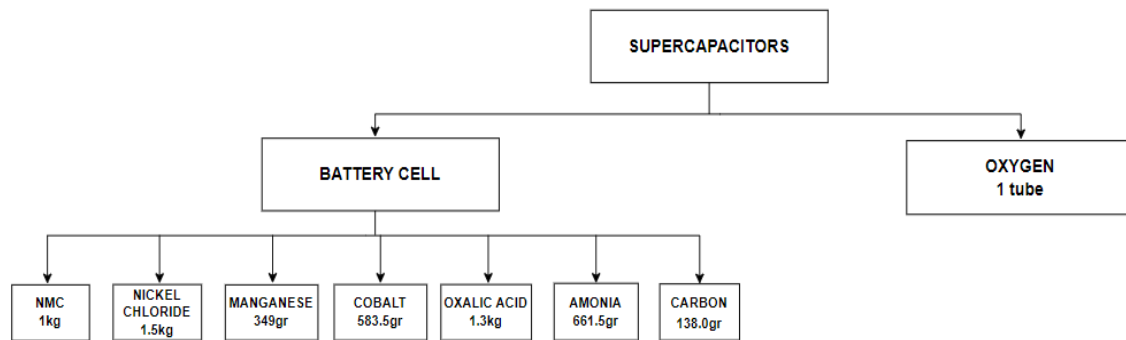 SUPERCAPACITORS
BATTERY CELL
OXYGEN
1 tube
NMC
1kg
NICKEL
CHLORIDE
1.5kg
MANGANESE
349gr
COBALT
583.5gr
OXALIC ACID
1.3kg
AMONIA
661.5gr
CARBON
138.0gr